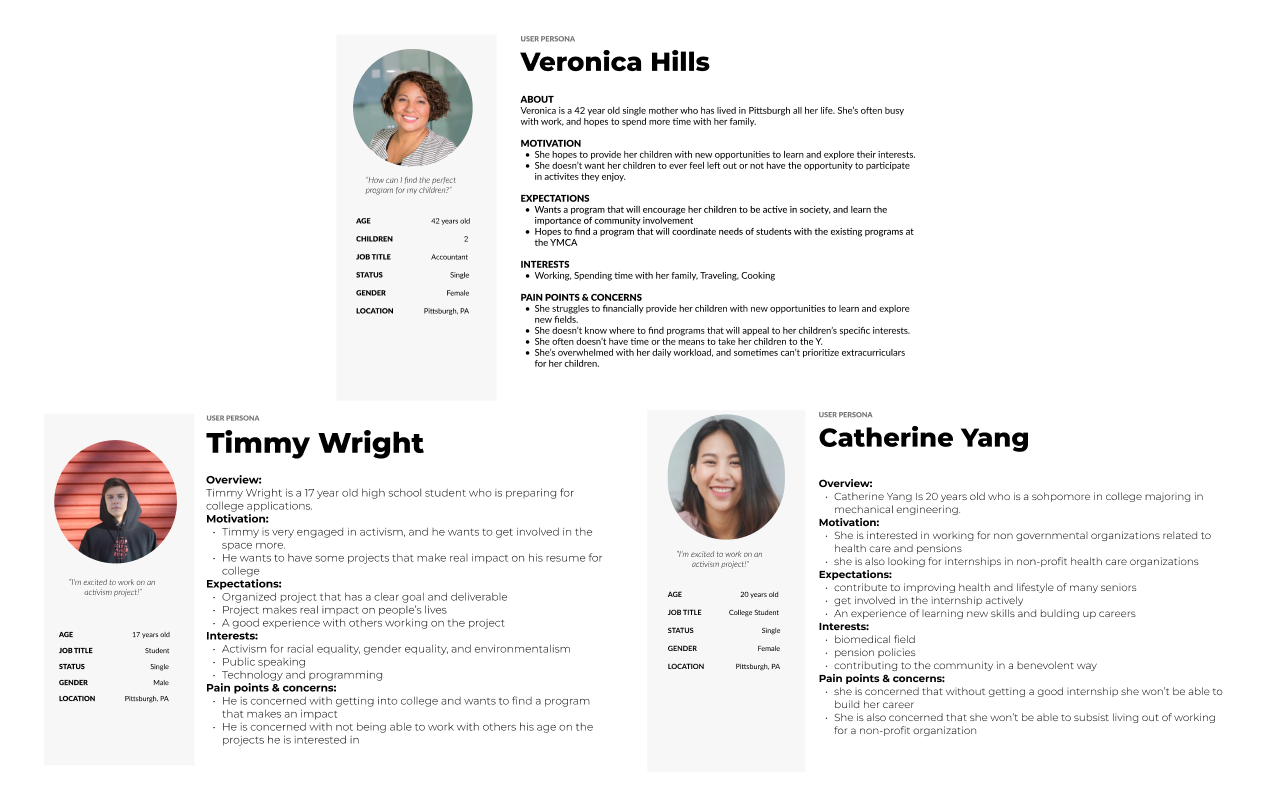 USER PERSONA
Veronica Hills
ABOUT
Veronica is a 42 year old single mother who has lived in Pittsburgh all her life. She's often busy
with work, and hopes to spend more time with her family.
MOTIVATION
• She hopes to provide her children with new opportunities to learn and explore their interests.
• She doesn't want her children to ever feel left out or not have the opportunity to participate
in activites they enjoy.
EXPECTATIONS
• Wants a program that will encourage her children to be active in society, and learn the
importance of community involvement
• Hopes to find a program that will coordinate needs of students with the existing programs at
the YMCA
INTERESTS
• Working, Spending time with her family, Traveling, Cooking
PAIN POINTS & CONCERNS
• She struggles to financially provide her children with new opportunities to learn and explore
new fields.
• She doesn't know where to find programs that will appeal to her children's specific interests.
• She often doesn't have time or the means to take her children to the Y.
• She's overwhelmed with her daily workload, and sometimes can't prioritize extracurriculars
for her children.
"How can I find the perfect
program for my children?"
AGE 42 years old
CHILDREN 2
JOB TITLE Accountant
STATUS Single
GENDER Female
LOCATION Pittsburgh, PA
USER PERSONA
Timmy Wright
Overview:
Timmy Wright is a 17 year old high school student who is preparing for
college applications.
Motivation:
• Timmy is very engaged in activism, and he wants to get involved in the
space more.
• He wants to have some projects that make real impact on his resume for
college
Expectations:
• Organized project that has a clear goal and deliverable
• Project makes real impact on people's lives
• A good experience with others working on the project
Interests:
• Activism for racial equality, gender equality, and environmentalism
• Public speaking
• Technology and programming
Pain points & concerns:
• He is concerned with getting into college and wants to find a program
that makes an impact
• He is concerned with not being able to work with others his age on the
projects he is interested in
"I'm excited to work on an
activism project!"
AGE 17 years old
JOB TITLE Student
STATUS Single
GENDER Male
LOCATION Pittsburgh, PA
USER PERSONA
Catherine Yang
Overview:
• Catherine Yang Is 20 years old who is a sohpomore in college majoring in
mechanical engineering.
Motivation:
• She is interested in working for non governmental organizations related to
health care and pensions
• she is also looking for internships in non-profit health care organizations
Expectations:
• contribute to improving health and lifestyle of many seniors
• get involved in the internship actively
• An experience of learning new skills and bulding up careers
Interests:
• biomedical field
• pension policies
• contributing to the community in a benevolent way
Pain points & concerns:
• she is concerned that without getting a good internship she won't be able to
build her career
• She is also concerned that she won't be able to subsist living out of working
for a non-profit organization
"I'm excited to work on an
activism project!"
AGE 20 years old
JOB TITLE College Student
STATUS Single
GENDER Female
LOCATION Pittsburgh, PA